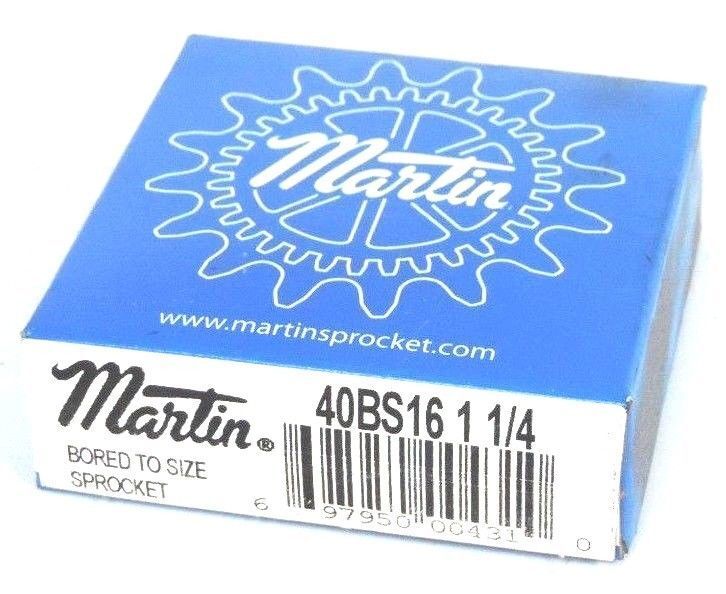 Martin
www.martinsprocket.com
Martin®
40BS16 1 1/4
BORED TO SIZE
SPROCKET
6 97950 00431 0